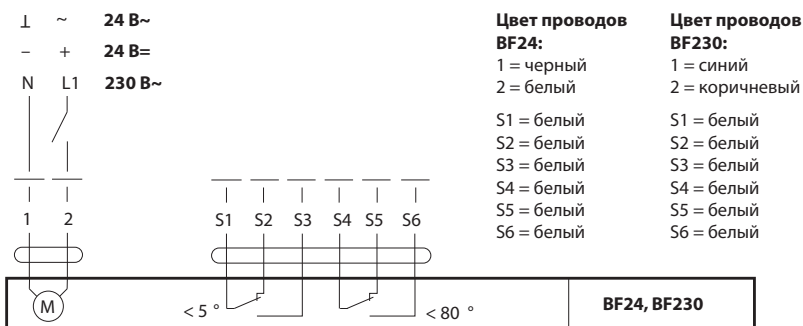 ⊥ ~ 24 В~
– + 24 В=
N L1 230 В~
1 2 S1 S2 S3 S4 S5 S6
M < 5 ° < 80 ° BF24, BF230
Цвет проводов
BF24:
1 = черный
2 = белый
S1 = белый
S2 = белый
S3 = белый
S4 = белый
S5 = белый
S6 = белый
Цвет проводов
BF230:
1 = синий
2 = коричневый
S1 = белый
S2 = белый
S3 = белый
S4 = белый
S5 = белый
S6 = белый